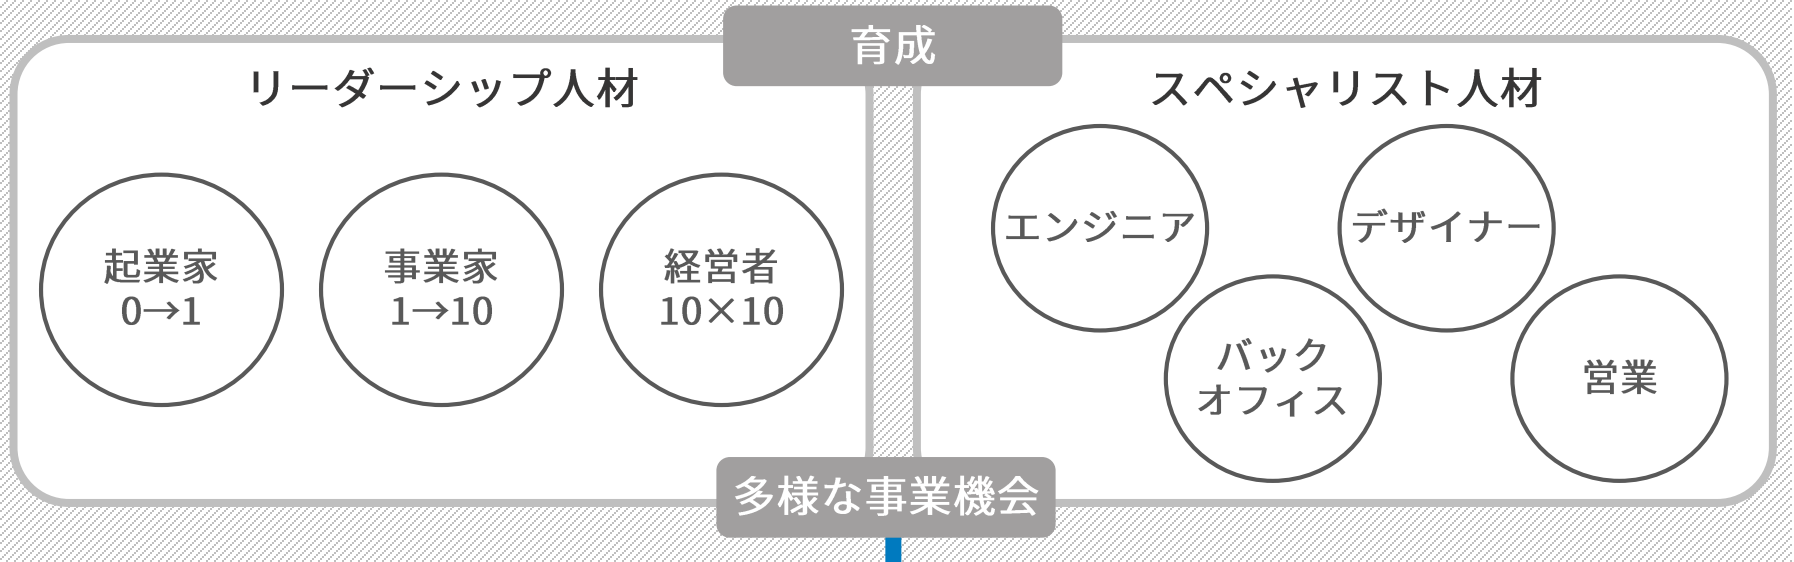 育成
リーダーシップ人材
起業家
0→1
事業家
1→10
経営者
10×10
スペシャリスト人材
エンジニア
デザイナー
バック
オフィス
営業
多様な事業機会